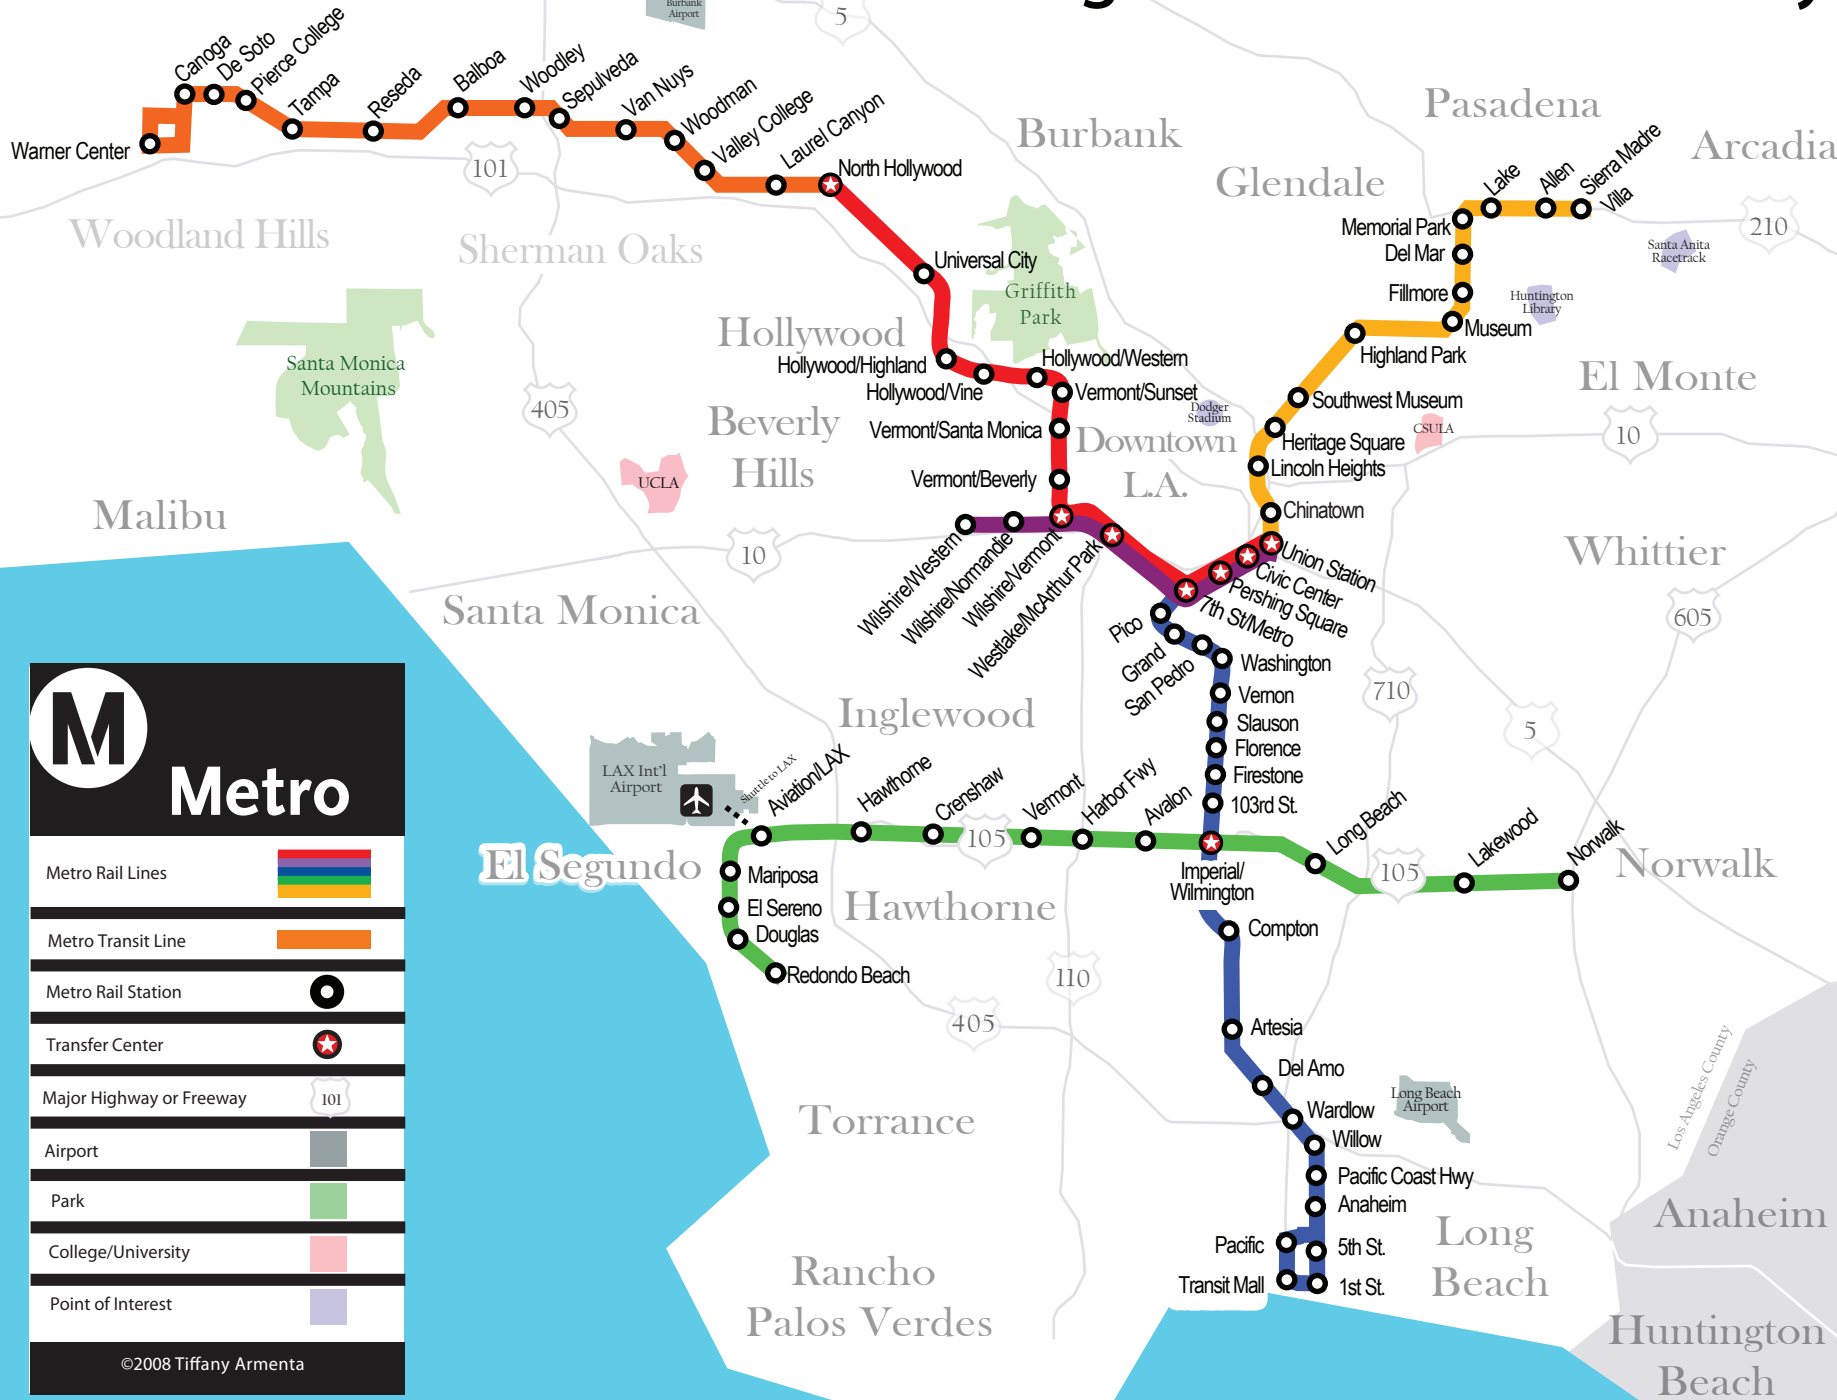 Burbank
Airport
5
Canoga
De Soto
Pierce College
Tampa
Reseda
Balboa
Woodley
Sepulveda
Van Nuys
Woodman
Valley College
Laurel Canyon
North Hollywood
Warner Center
101
Woodland Hills
Sherman Oaks
Burbank
Pasadena
Glendale
Arcadia
Lake
Allen
Sierra Madre
Villa
Memorial Park
Del Mar
Fillmore
Museum
Highland Park
Southwest Museum
Heritage Square
Lincoln Heights
Chinatown
210
Santa Anita
Racetrack
Huntington
Library
El Monte
10
CSULA
Dodger
Stadium
Universal City
Griffith
Park
Hollywood
Hollywood/Highland
Hollywood/Vine
Hollywood/Western
Vermont/Sunset
Vermont/Santa Monica
Vermont/Beverly
Santa Monica
Mountains
405
Beverly
Hills
UCLA
Downtown
L.A.
Malibu
10
Wilshire/Western
Wilshire/Normandie
Wilshire/Vermont
Westlake/McArthur Park
Union Station
Civic Center
Pershing Square
7th St/Metro
Whittier
605
Santa Monica
Pico
Grand
San Pedro
Washington
Vernon
Slauson
Florence
Firestone
103rd St.
710
5
Inglewood
LAX Int'l
Airport
Shuttle to LAX
Aviation/LAX
Hawthorne
Crenshaw
105
Vermont
Harbor Fwy
Avalon
Imperial/
Wilmington
Long Beach
105
Lakewood
Norwalk
Norwalk
El Segundo
Mariposa
El Sereno
Douglas
Redondo Beach
Hawthorne
110
405
Compton
Artesia
Del Amo
Wardlow
Willow
Pacific Coast Hwy
Anaheim
Pacific
5th St.
Transit Mall
1st St.
Long Beach
Airport
Los Angeles County
Orange County
Torrance
Rancho
Palos Verdes
Long
Beach
Anaheim
Huntington
Beach
M
Metro
Metro Rail Lines
Metro Transit Line
Metro Rail Station
Transfer Center
Major Highway or Freeway
101
Airport
Park
College/University
Point of Interest
©2008 Tiffany Armenta